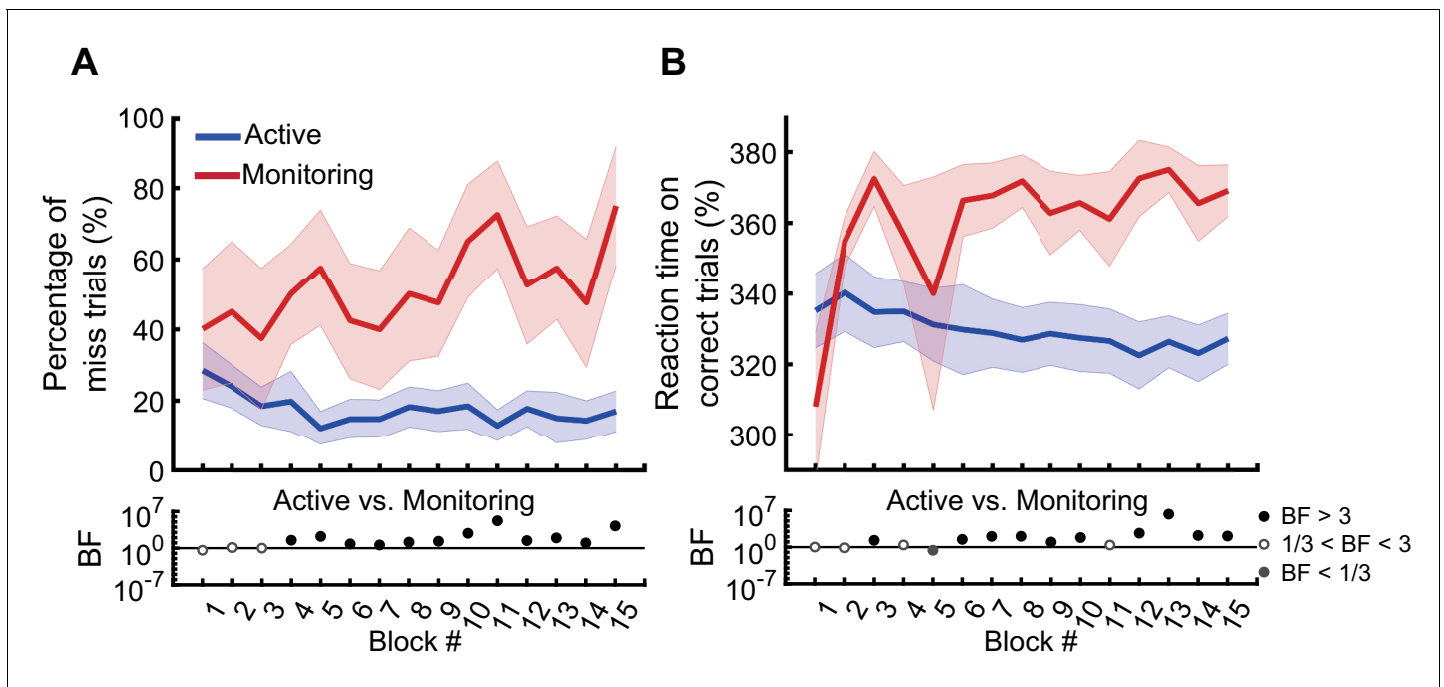 A
100
80
60
40
20
0
Percentage of
miss trials (%)
Active
Monitoring
Active vs. Monitoring
10^7
10^0
10^-7
BF
1 2 3 4 5 6 7 8 9 10 11 12 13 14 15
Block #
B
380
360
340
320
300
Reaction time on
correct trials (%)
Active vs. Monitoring
10^7
10^0
10^-7
BF
1 2 3 4 5 6 7 8 9 10 11 12 13 14 15
Block #
BF > 3
1/3 < BF < 3
BF < 1/3